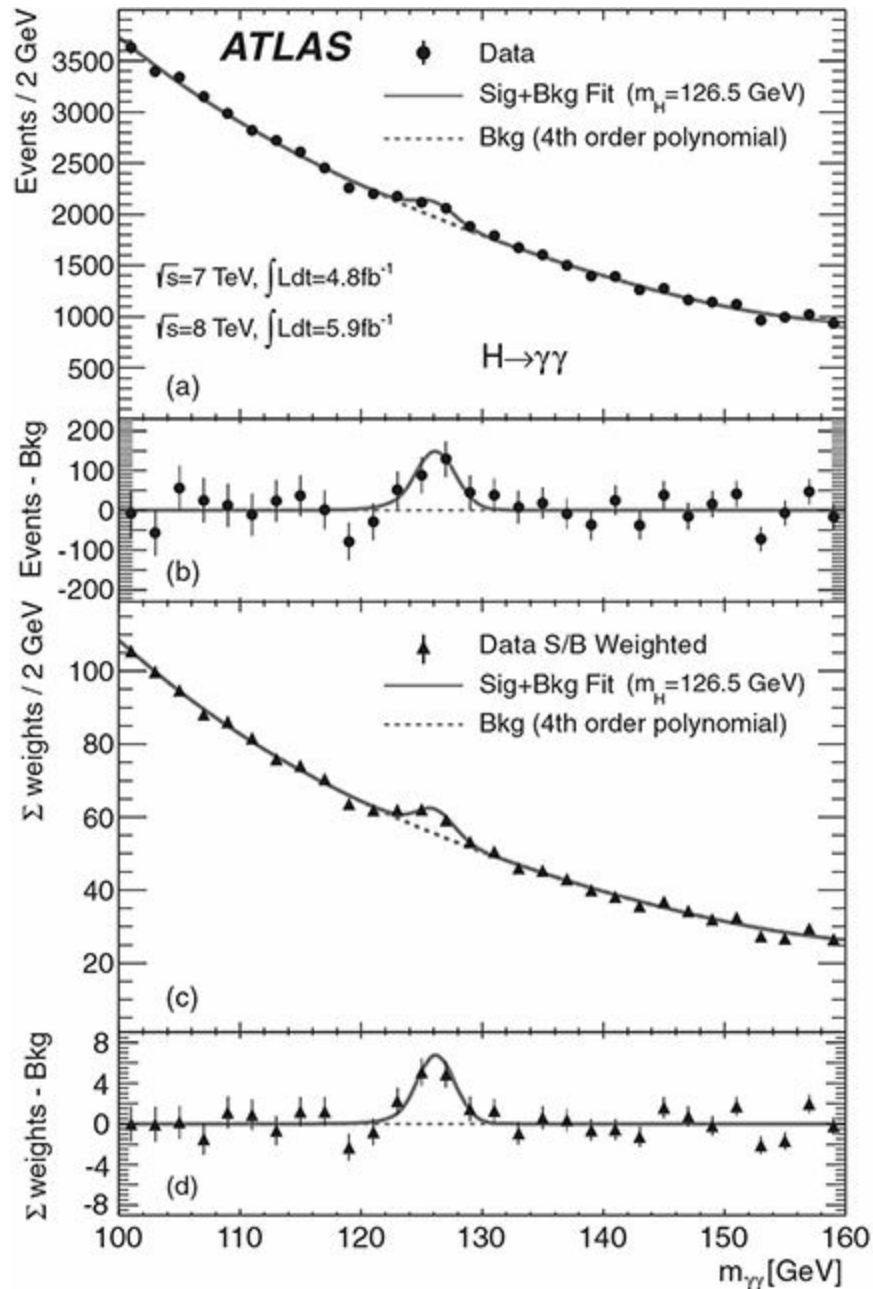 ATLAS
Data
Sig+Bkg Fit (m_H=126.5 GeV)
Bkg (4th order polynomial)
Events / 2 GeV
3500
3000
2500
2000
1500
1000
500
√s=7 TeV, ∫Ldt=4.8fb⁻¹
√s=8 TeV, ∫Ldt=5.9fb⁻¹
H→γγ
(a)
Events - Bkg
200
100
0
-100
-200
(b)
Σ weights / 2 GeV
100
80
60
40
20
Data S/B Weighted
Sig+Bkg Fit (m_H=126.5 GeV)
Bkg (4th order polynomial)
(c)
Σ weights - Bkg
8
4
0
-4
-8
(d)
100 110 120 130 140 150 160
m_γγ [GeV]